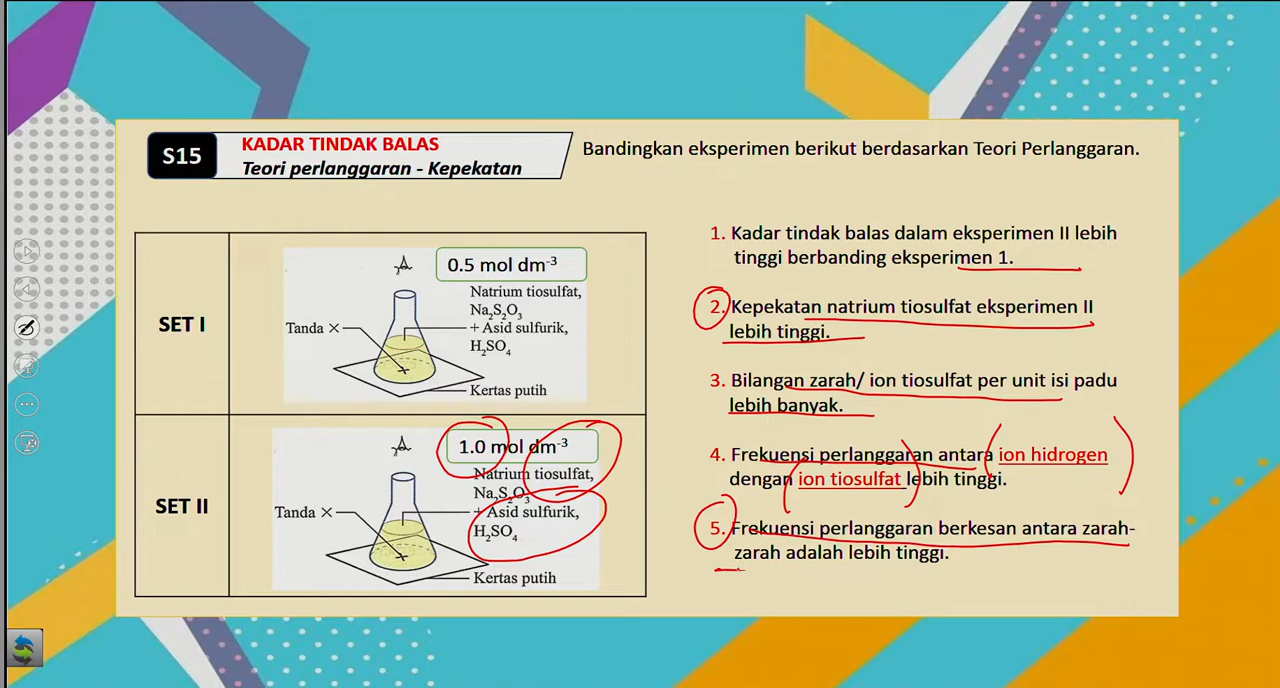 S15
KADAR TINDAK BALAS
Teori perlanggaran - Kepekatan
Bandingkan eksperimen berikut berdasarkan Teori Perlanggaran.
SET I
0.5 mol dm⁻³
Natrium tiosulfat,
Na₂S₂O₃
Tanda ×
+ Asid sulfurik,
H₂SO₄
Kertas putih
SET II
1.0 mol dm⁻³
Natrium tiosulfat,
Na₂S₂O₃
Tanda ×
+ Asid sulfurik,
H₂SO₄
Kertas putih
1. Kadar tindak balas dalam eksperimen II lebih
tinggi berbanding eksperimen 1.
2. Kepekatan natrium tiosulfat eksperimen II
lebih tinggi.
3. Bilangan zarah/ ion tiosulfat per unit isi padu
lebih banyak.
4. Frekuensi perlanggaran antara ion hidrogen
dengan ion tiosulfat lebih tinggi.
5. Frekuensi perlanggaran berkesan antara zarah-
zarah adalah lebih tinggi.